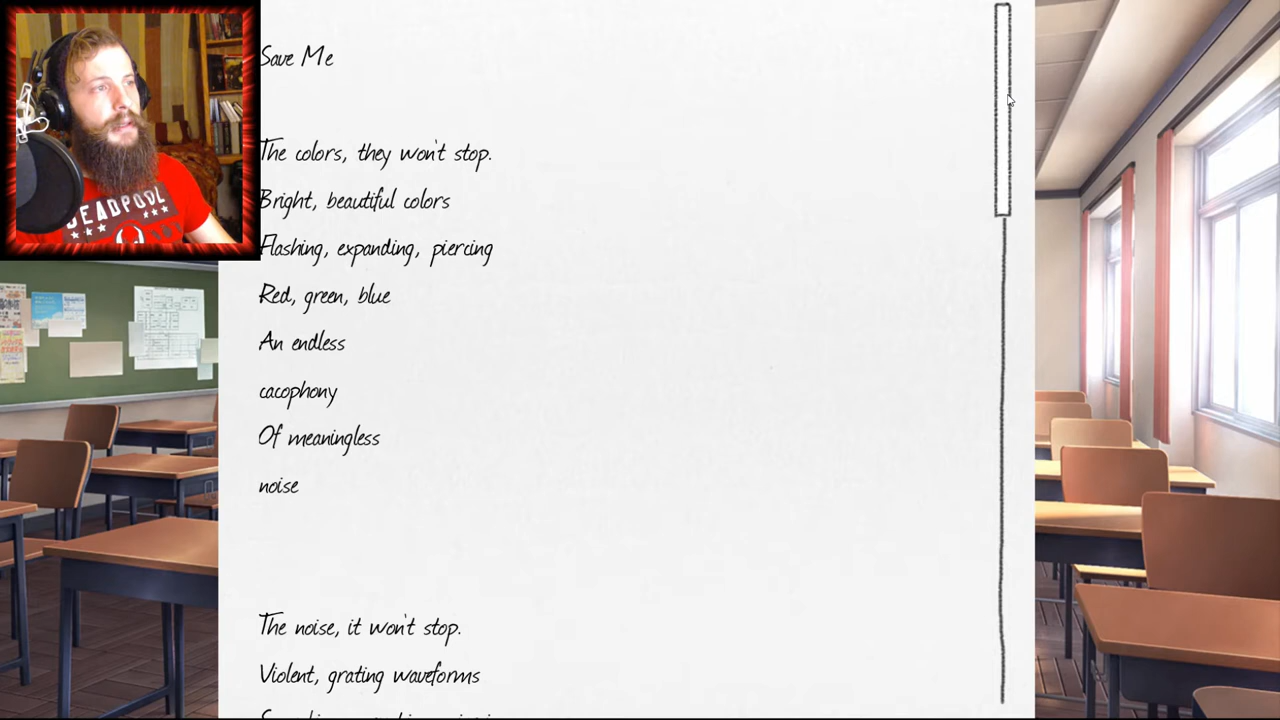 Save Me
The colors, they won't stop.
Bright, beautiful colors
Flashing, expanding, piercing
Red, green, blue
An endless
cacophony
Of meaningless
noise
The noise, it won't stop.
Violent, grating waveforms
DEADPOOL